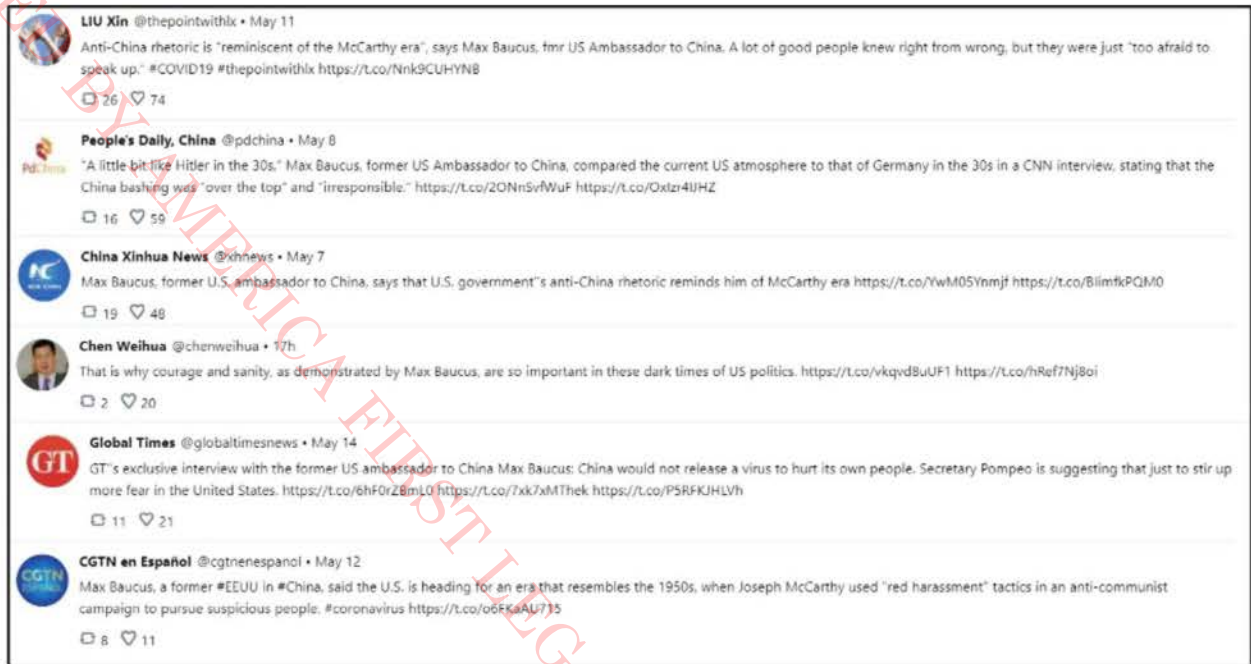 LIU Xin @thepointwithlx • May 11
Anti-China rhetoric is "reminiscent of the McCarthy era", says Max Baucus, fmr US Ambassador to China. A lot of good people knew right from wrong, but they were just "too afraid to
speak up." #COVID19 #thepointwithlx https://t.co/Nnk9CUHYNB
26 74
People's Daily, China @pdchina • May 8
"A little bit like Hitler in the 30s," Max Baucus, former US Ambassador to China, compared the current US atmosphere to that of Germany in the 30s in a CNN interview, stating that the
China bashing was "over the top" and "irresponsible." https://t.co/2ONnSvfWuF https://t.co/OxIzr4IJHZ
16 59
China Xinhua News @xhnews • May 7
Max Baucus, former U.S. ambassador to China, says that U.S. government"s anti-China rhetoric reminds him of McCarthy era https://t.co/YwM05Ynmjf https://t.co/BIimfkPQM0
19 48
Chen Weihua @chenweihua • 17h
That is why courage and sanity, as demonstrated by Max Baucus, are so important in these dark times of US politics. https://t.co/vkqvdBuUF1 https://t.co/hRef7Nj8oi
2 20
GT
Global Times @globaltimesnews • May 14
GT"s exclusive interview with the former US ambassador to China Max Baucus: China would not release a virus to hurt its own people. Secretary Pompeo is suggesting that just to stir up
more fear in the United States. https://t.co/6hF0rZBmL0 https://t.co/7xk7xMThek https://t.co/P5RFKJHLVh
11 21
CGTN
CGTN en Español @cgtnenespanol • May 12
Max Baucus, a former #EEUU in #China, said the U.S. is heading for an era that resembles the 1950s, when Joseph McCarthy used "red harassment" tactics in an anti-communist
campaign to pursue suspicious people. #coronavirus https://t.co/o6FKaAU715
8 11
BY AMERICA FIRST LEG